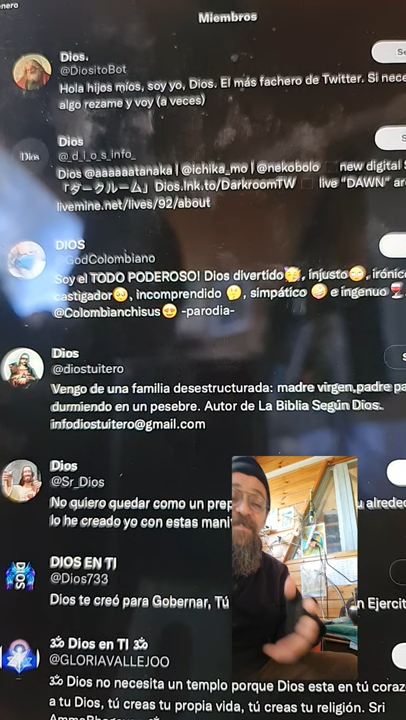 Miembros
Dios.
@DiositoBot
Hola hijos míos, soy yo, Dios. El más fachero de Twitter. Si nece
algo rezame y voy (a veces)
Dios
@_d_i_o_s_info_
Dios @aaaaaatanaka | @ichika_mo | @nekobolo new digital S
「ダークルーム」Dios.lnk.to/DarkroomTW live "DAWN" ar
livemine.net/lives/92/about
DIOS
GodColombiano
Soy el TODO PODEROSO! Dios divertido🥳, injusto🙄, iróni
castigador🥺, incomprendido 🤔, simpático 🤪 e ingenuo 🍷
@Colombianchisus😍 -parodia-
Dios
@diostuitero
Vengo de una familia desestructurada: madre virgen,padre pa
durmiendo en un pesebre. Autor de La Biblia Según Dios.
infodiostuitero@gmail.com
Dios
@Sr_Dios
No quiero quedar como un prep u alreded
lo he creado yo con estas mani
DIOS EN TI
@Dios733
Dios te creó para Gobernar, Tú n Ejercit
🕉 Dios en TI 🕉
@GLORIAVALLEJOO
🕉 Dios no necesita un templo porque Dios esta en tú coraz
a tu Dios, tú creas tu propia vida, tú creas tu religión. Sri